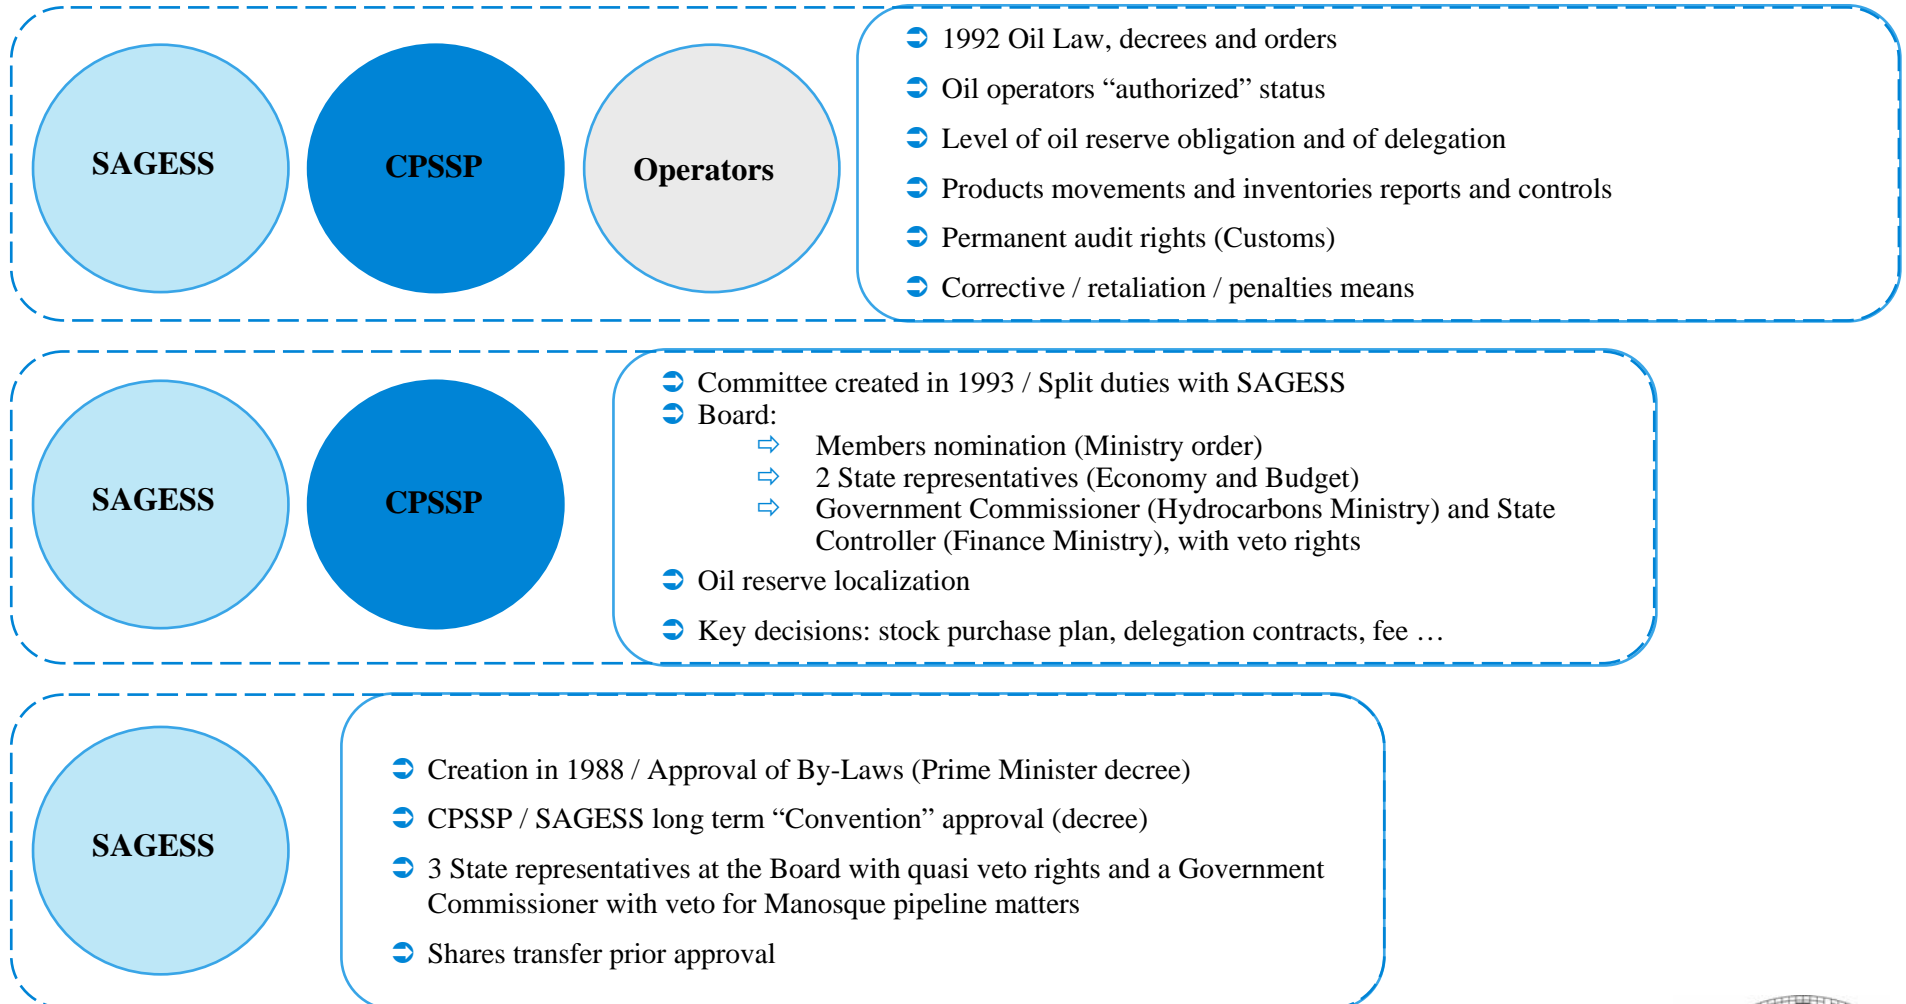 SAGESS
CPSSP
Operators
1992 Oil Law, decrees and orders
Oil operators “authorized” status
Level of oil reserve obligation and of delegation
Products movements and inventories reports and controls
Permanent audit rights (Customs)
Corrective / retaliation / penalties means
SAGESS
CPSSP
Committee created in 1993 / Split duties with SAGESS
Board:
Members nomination (Ministry order)
2 State representatives (Economy and Budget)
Government Commissioner (Hydrocarbons Ministry) and State
Controller (Finance Ministry), with veto rights
Oil reserve localization
Key decisions: stock purchase plan, delegation contracts, fee …
SAGESS
Creation in 1988 / Approval of By-Laws (Prime Minister decree)
CPSSP / SAGESS long term “Convention” approval (decree)
3 State representatives at the Board with quasi veto rights and a Government
Commissioner with veto for Manosque pipeline matters
Shares transfer prior approval